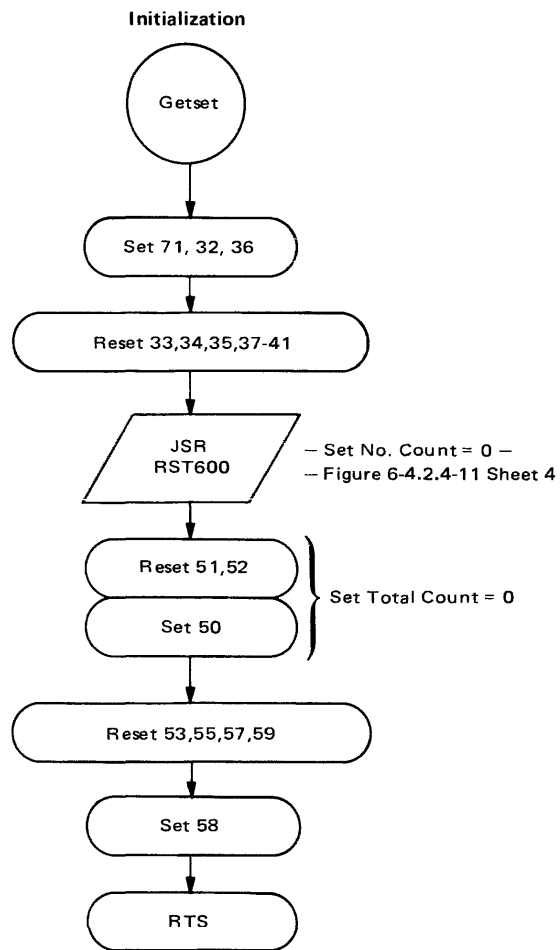 Initialization
Getset
Set 71, 32, 36
Reset 33,34,35,37-41
JSR
RST600
– Set No. Count = 0 –
– Figure 6-4.2.4-11 Sheet 4
Reset 51,52
Set 50
Set Total Count = 0
Reset 53,55,57,59
Set 58
RTS